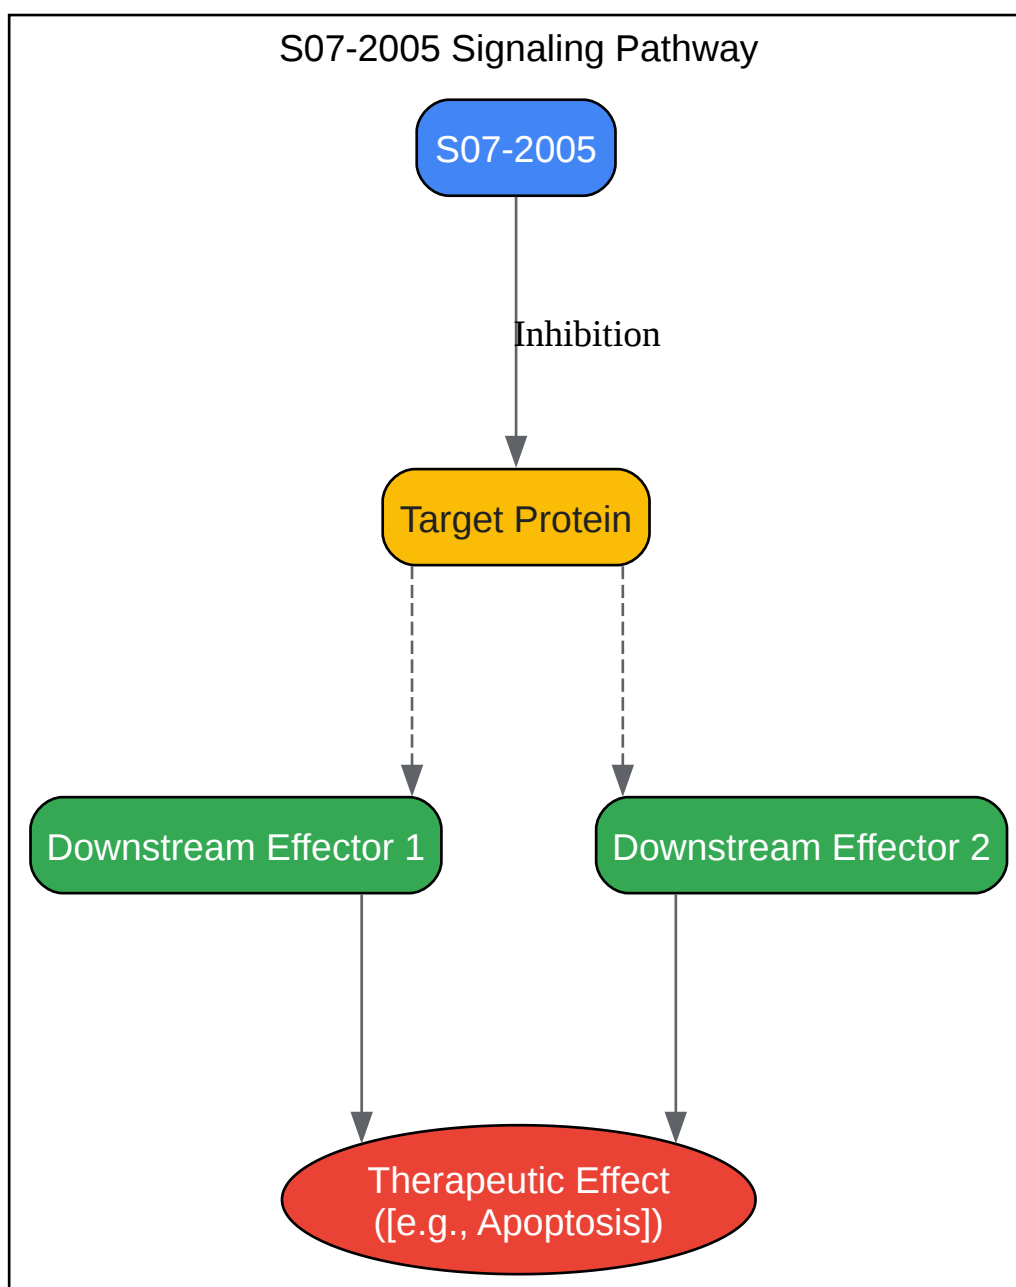 S07-2005 Signaling Pathway
S07-2005
Inhibition
Target Protein
Downstream Effector 1
Downstream Effector 2
Therapeutic Effect
([e.g., Apoptosis])